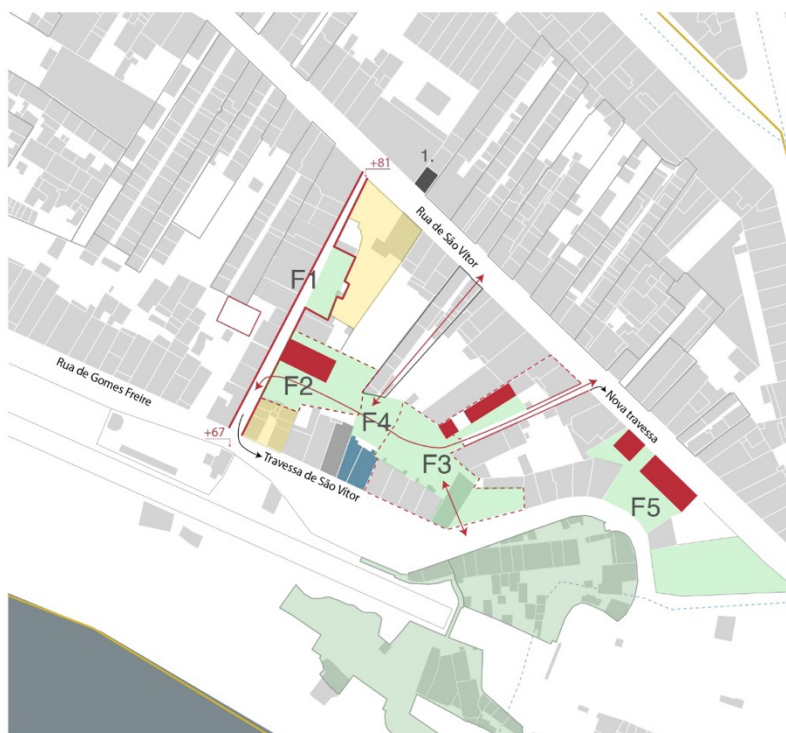 +81
1.
Rua de São Vítor
F1
Rua de Gomes Freire
F2
F4
Nova travessa
+67
Travessa de São Vítor
F3
F5